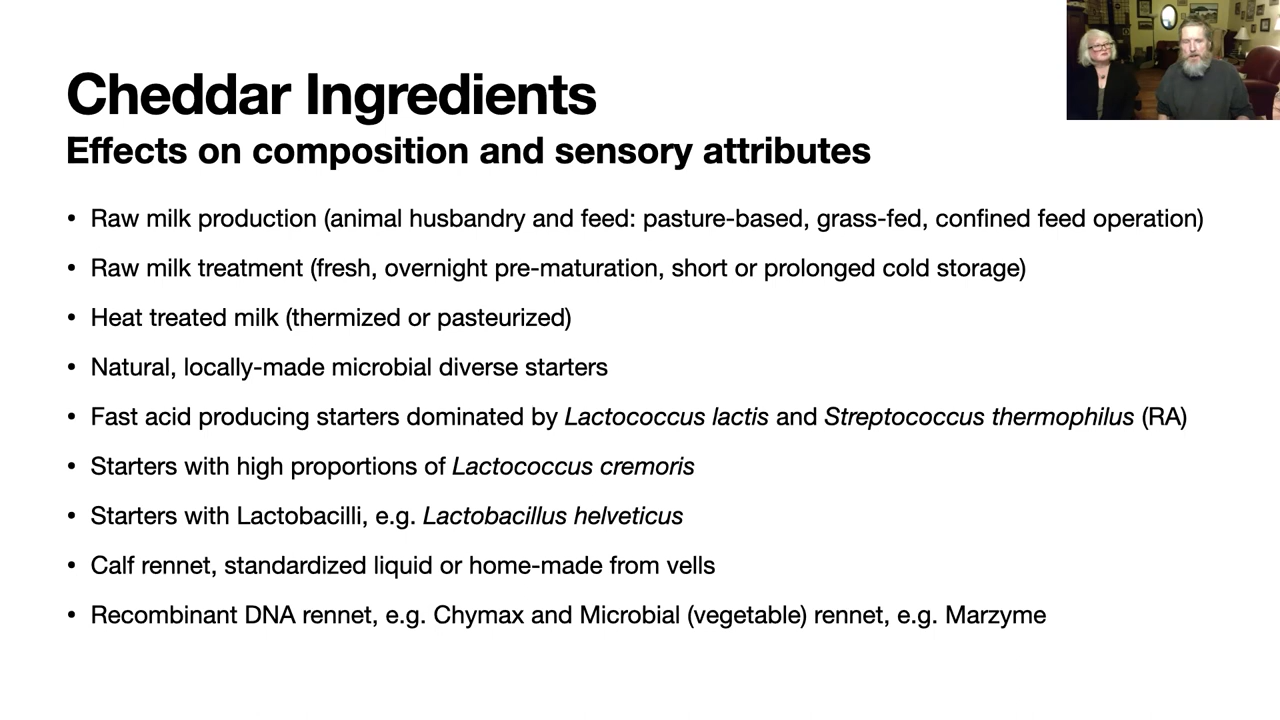 Cheddar Ingredients
Effects on composition and sensory attributes
• Raw milk production (animal husbandry and feed: pasture-based, grass-fed, confined feed operation)
• Raw milk treatment (fresh, overnight pre-maturation, short or prolonged cold storage)
• Heat treated milk (thermized or pasteurized)
• Natural, locally-made microbial diverse starters
• Fast acid producing starters dominated by Lactococcus lactis and Streptococcus thermophilus (RA)
• Starters with high proportions of Lactococcus cremoris
• Starters with Lactobacilli, e.g. Lactobacillus helveticus
• Calf rennet, standardized liquid or home-made from vells
• Recombinant DNA rennet, e.g. Chymax and Microbial (vegetable) rennet, e.g. Marzyme